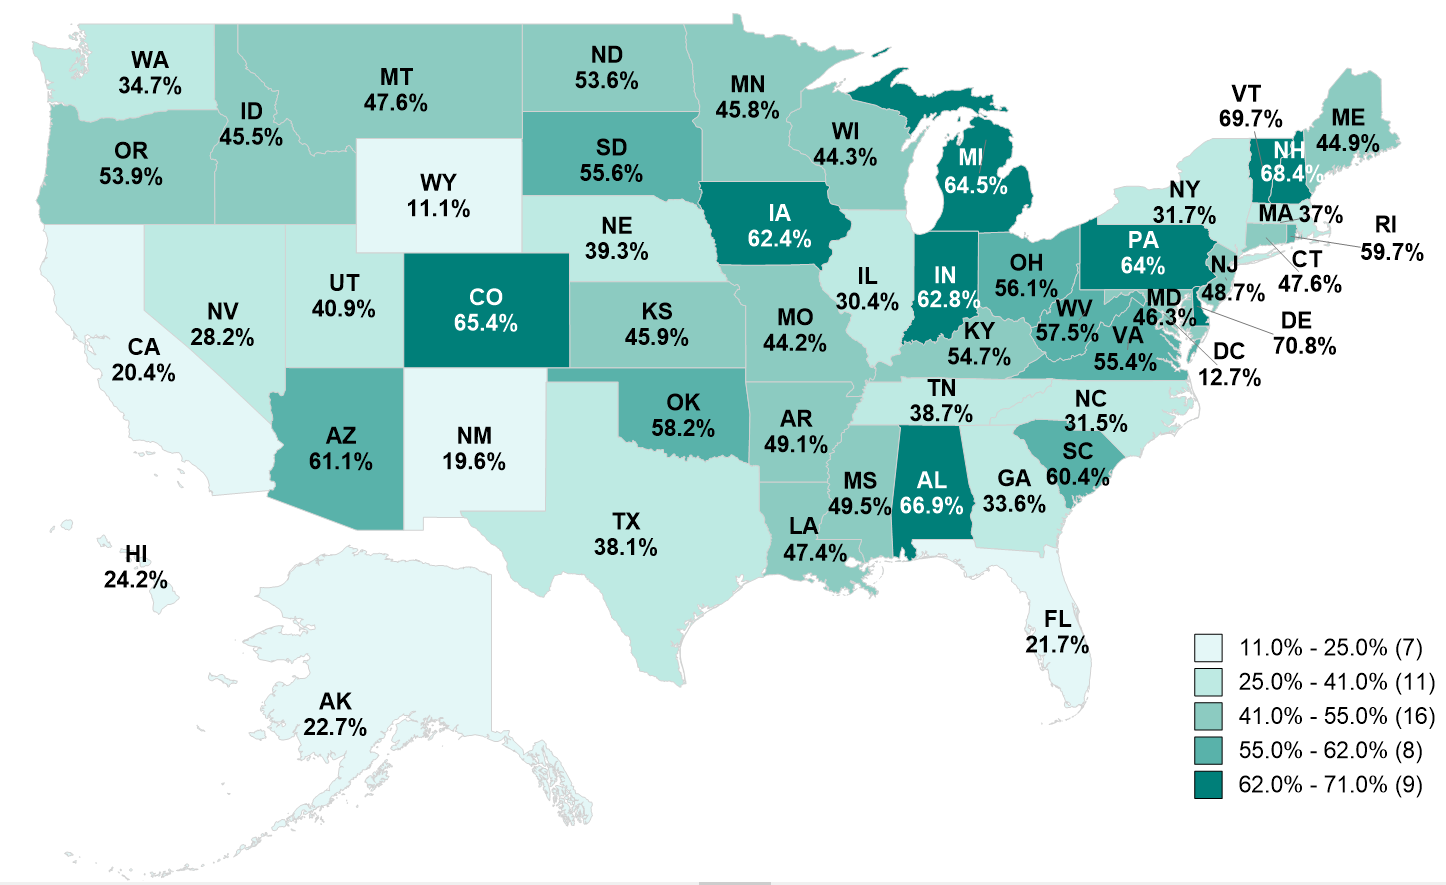 WA
34.7%
MT
47.6%
ND
53.6%
MN
45.8%
ID
45.5%
OR
53.9%
WY
11.1%
SD
55.6%
WI
44.3%
MI
64.5%
VT
69.7%
NH
68.4%
ME
44.9%
NY
31.7%
MA 37%
RI
59.7%
CT
47.6%
NE
39.3%
IA
62.4%
IL
30.4%
IN
62.8%
OH
56.1%
PA
64%
NJ
48.7%
MD
46.3%
DE
70.8%
DC
12.7%
WV
57.5%
VA
55.4%
KY
54.7%
CA
20.4%
NV
28.2%
UT
40.9%
CO
65.4%
KS
45.9%
MO
44.2%
TN
38.7%
NC
31.5%
SC
60.4%
AZ
61.1%
NM
19.6%
OK
58.2%
AR
49.1%
MS
49.5%
AL
66.9%
GA
33.6%
TX
38.1%
LA
47.4%
FL
21.7%
HI
24.2%
AK
22.7%
11.0% - 25.0% (7)
25.0% - 41.0% (11)
41.0% - 55.0% (16)
55.0% - 62.0% (8)
62.0% - 71.0% (9)